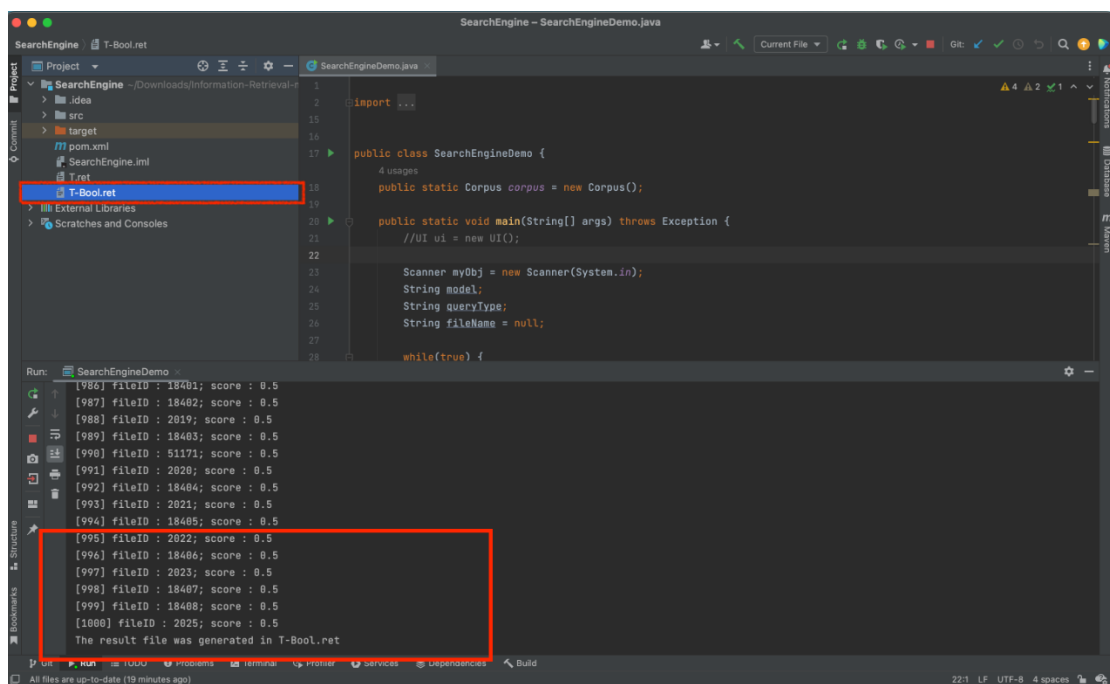 SearchEngine – SearchEngineDemo.java
SearchEngine T-Bool.ret
Current File
Git:
Project
SearchEngineDemo.java
SearchEngine ~/Downloads/Information-Retrieval-
.idea
src
target
pom.xml
SearchEngine.iml
T.ret
T-Bool.ret
External Libraries
Scratches and Consoles
Project
Commit
Structure
Bookmarks
Notifications
Database
Maven
4 2 1
1
2 import ...
15
16
17 public class SearchEngineDemo {
4 usages
18 public static Corpus corpus = new Corpus();
19
20 public static void main(String[] args) throws Exception {
21 //UI ui = new UI();
22
23 Scanner myObj = new Scanner(System.in);
24 String model;
25 String queryType;
26 String fileName = null;
27
28 while(true) {
Run: SearchEngineDemo
[986] fileID : 18401; score : 0.5
[987] fileID : 18402; score : 0.5
[988] fileID : 2019; score : 0.5
[989] fileID : 18403; score : 0.5
[990] fileID : 51171; score : 0.5
[991] fileID : 2020; score : 0.5
[992] fileID : 18404; score : 0.5
[993] fileID : 2021; score : 0.5
[994] fileID : 18405; score : 0.5
[995] fileID : 2022; score : 0.5
[996] fileID : 18406; score : 0.5
[997] fileID : 2023; score : 0.5
[998] fileID : 18407; score : 0.5
[999] fileID : 18408; score : 0.5
[1000] fileID : 2025; score : 0.5
The result file was generated in T-Bool.ret
Git Run TODO Problems Terminal Profiler Services Dependencies Build
All files are up-to-date (19 minutes ago)
22:1 LF UTF-8 4 spaces